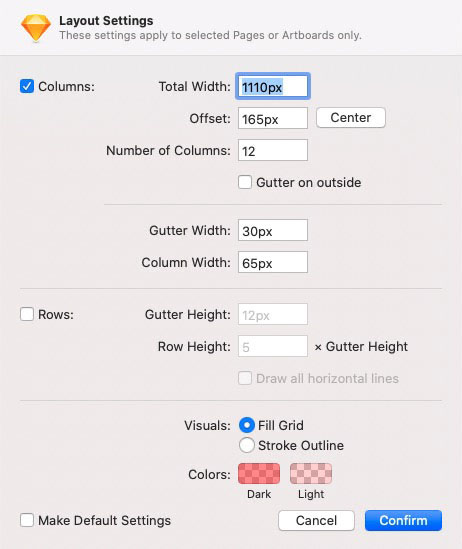 Layout Settings
These settings apply to selected Pages or Artboards only.
Columns: Total Width: 1110px
Offset: 165px Center
Number of Columns: 12
Gutter on outside
Gutter Width: 30px
Column Width: 65px
Rows: Gutter Height: 12px
Row Height: 5 × Gutter Height
Draw all horizontal lines
Visuals: Fill Grid
Stroke Outline
Colors:
Dark Light
Make Default Settings Cancel Confirm